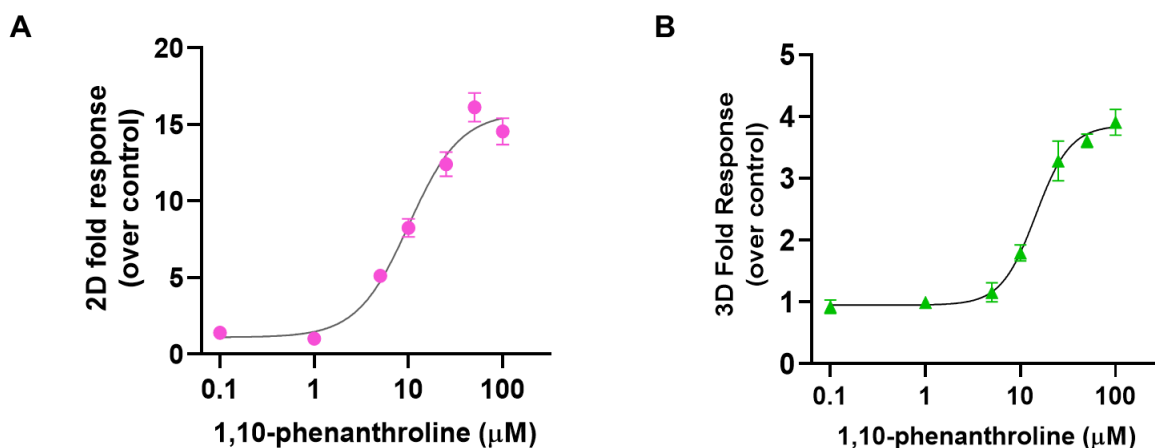 A
2D fold response
(over control)
20
15
10
5
0
0.1 1 10 100
1,10-phenanthroline (μM)
B
3D Fold Response
(over control)
5
4
3
2
1
0
0.1 1 10 100
1,10-phenanthroline (μM)